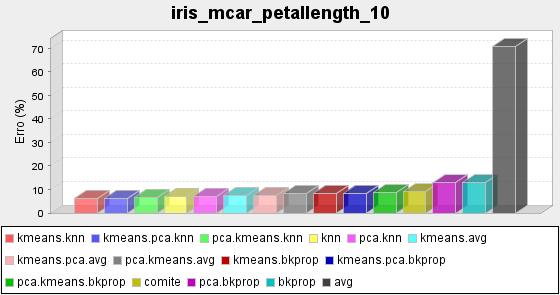 iris_mcar_petallength_10
70
60
50
40
30
20
10
0
Erro (%)
kmeans.knn kmeans.pca.knn pca.kmeans.knn knn pca.knn kmeans.avg
kmeans.pca.avg pca.kmeans.avg kmeans.bkprop kmeans.pca.bkprop
pca.kmeans.bkprop comite pca.bkprop bkprop avg